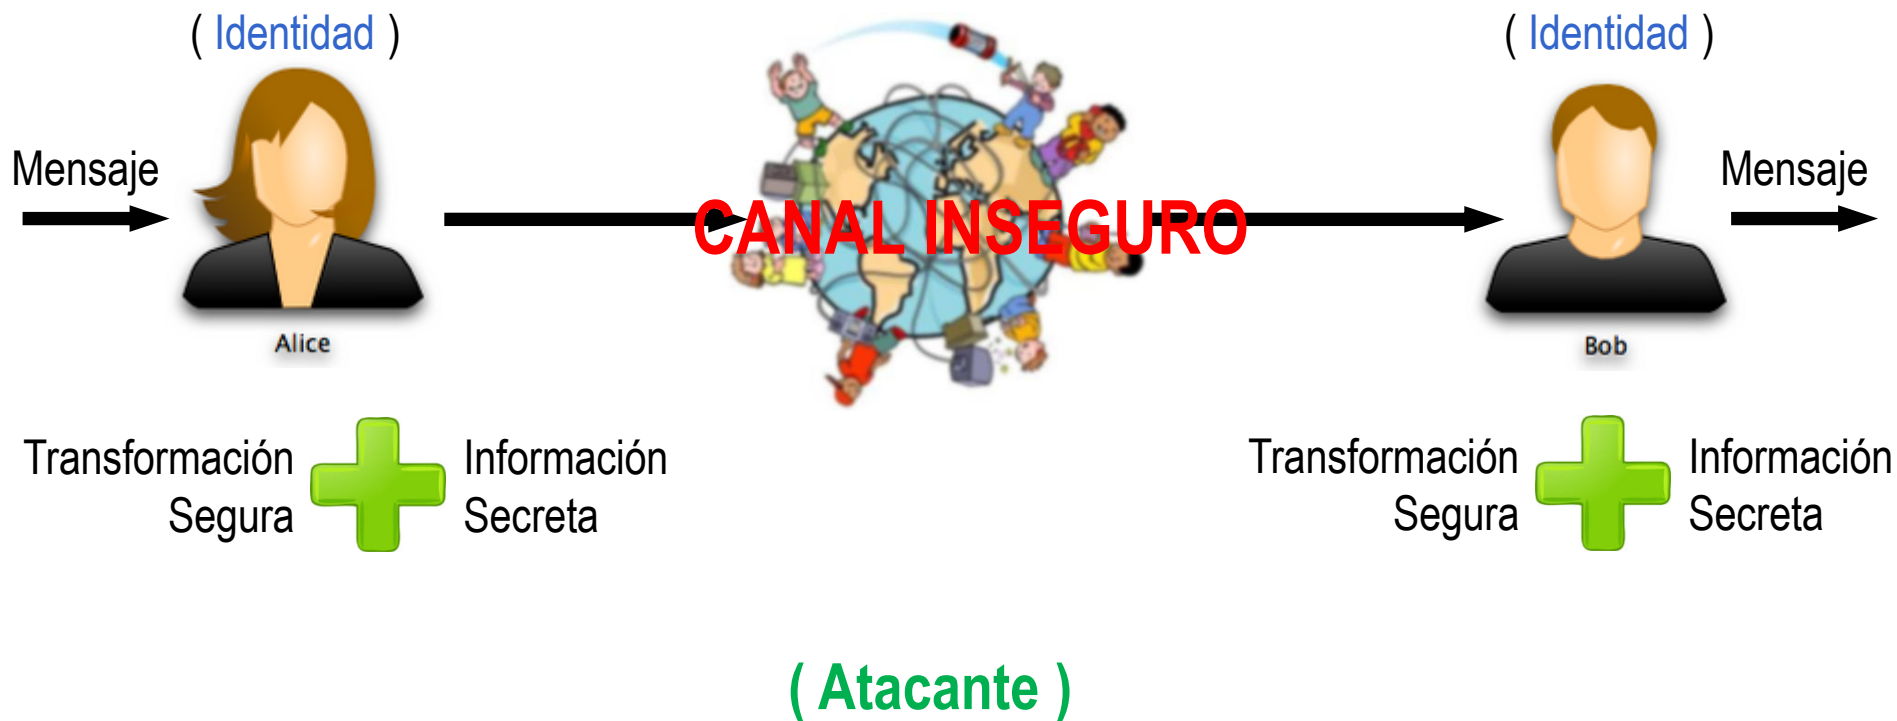 ( Identidad )
( Identidad )
Mensaje
Mensaje
CANAL INSEGURO
Alice
Bob
Transformación
Segura
Información
Secreta
Transformación
Segura
Información
Secreta
( Atacante )